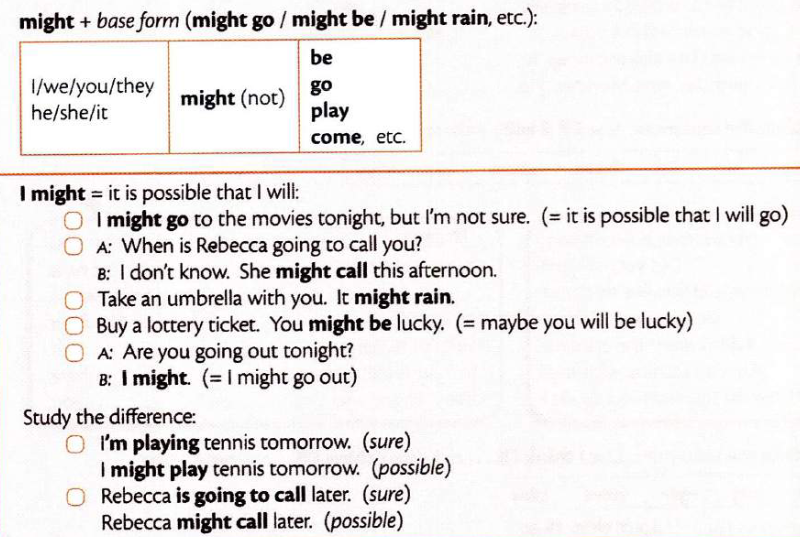 might + base form (might go / might be / might rain, etc.):
I/we/you/they
he/she/it
might (not)
be
go
play
come, etc.
I might = it is possible that I will:
I might go to the movies tonight, but I'm not sure. (= it is possible that I will go)
A: When is Rebecca going to call you?
B: I don't know. She might call this afternoon.
Take an umbrella with you. It might rain.
Buy a lottery ticket. You might be lucky. (= maybe you will be lucky)
A: Are you going out tonight?
B: I might. (= I might go out)
Study the difference:
I'm playing tennis tomorrow. (sure)
I might play tennis tomorrow. (possible)
Rebecca is going to call later. (sure)
Rebecca might call later. (possible)